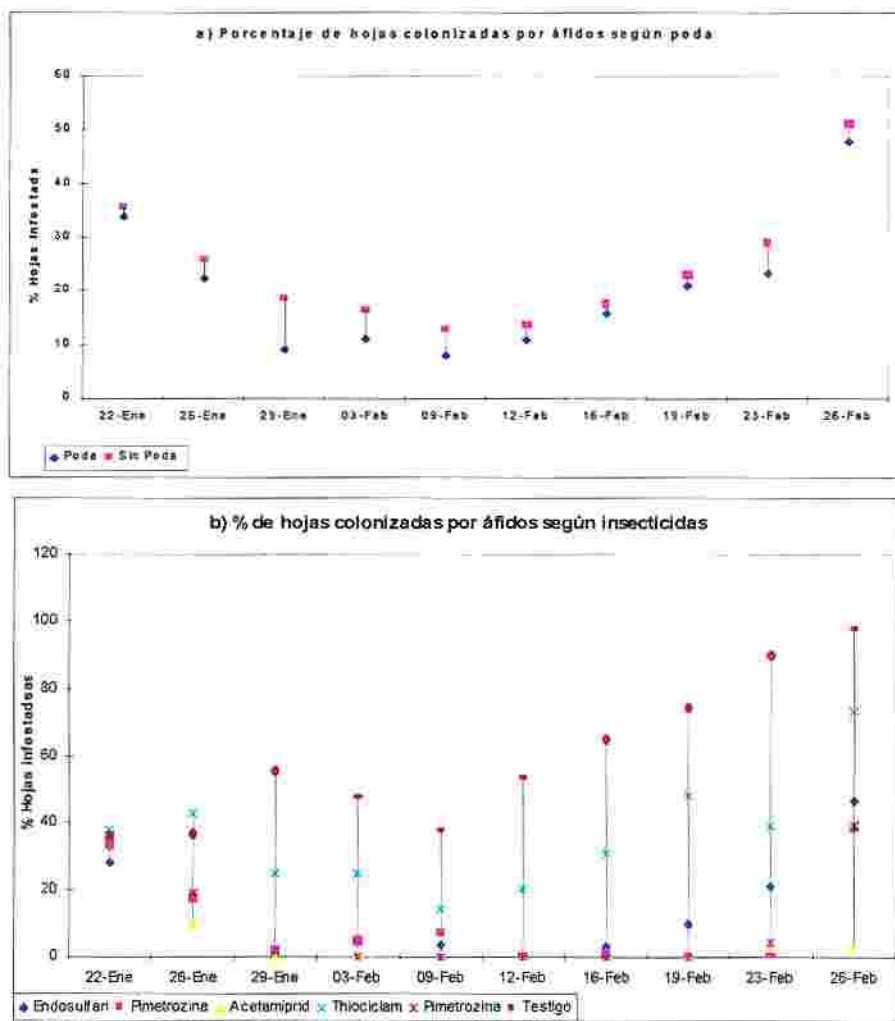 a) Porcentaje de hojas colonizadas por áfidos según poda
% Hojas Infestads
60
50
40
30
20
10
0
22-Ene 26-Ene 29-Ene 03-Feb 09-Feb 12-Feb 16-Feb 19-Feb 23-Feb 26-Feb
Poda Sin Poda
b) % de hojas colonizadas por áfidos según insecticidas
% Hojas infestadeas
120
100
80
60
40
20
0
22-Ene 26-Ene 29-Ene 03-Feb 09-Feb 12-Feb 16-Feb 19-Feb 23-Feb 26-Feb
Endosulfan Pimetrozina Acetamiprid Thiociclam Pimetrozina Testigo